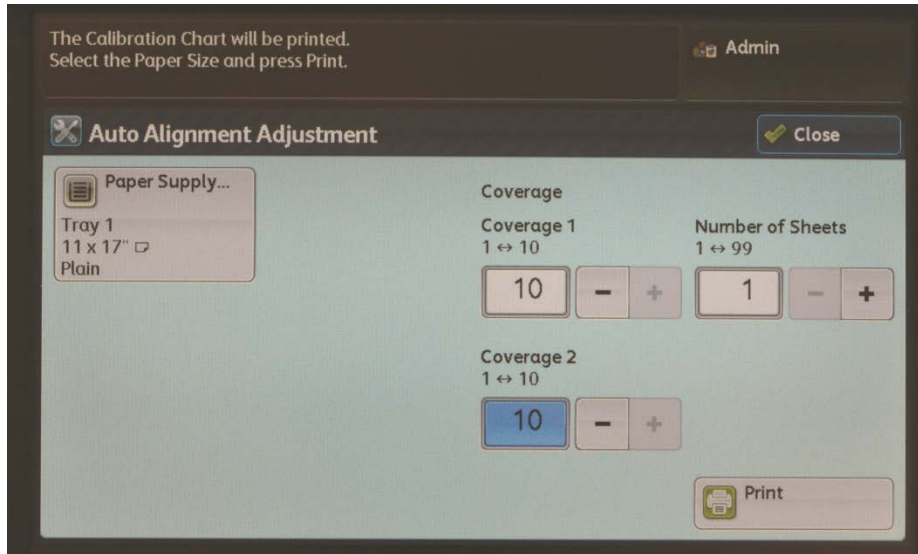 The Calibration Chart will be printed.
Select the Paper Size and press Print.
Admin
Auto Alignment Adjustment
Close
Paper Supply...
Tray 1
11 x 17"
Plain
Coverage
Coverage 1
1 ↔ 10
10
− +
Number of Sheets
1 ↔ 99
1
− +
Coverage 2
1 ↔ 10
10
− +
Print